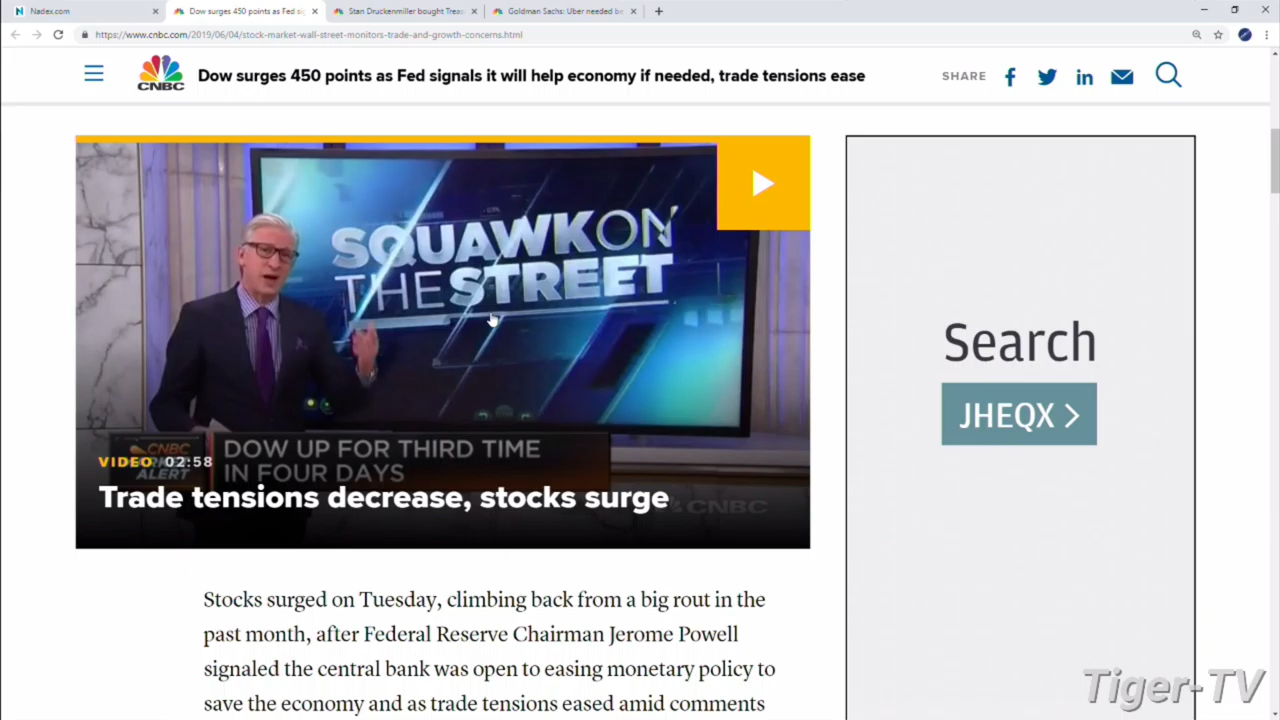 Nadex.com
Dow surges 450 points as Fed si
Stan Druckenmiller bought Treas
Goldman Sachs: Uber needed be
https://www.cnbc.com/2019/06/04/stock-market-wall-street-monitors-trade-and-growth-concerns.html
CNBC
Dow surges 450 points as Fed signals it will help economy if needed, trade tensions ease
SHARE
SQUAWK ON
THE STREET
CNBC
ALERT
DOW UP FOR THIRD TIME
IN FOUR DAYS
VIDEO 02:58
Trade tensions decrease, stocks surge
CNBC
Search
JHEQX >
Stocks surged on Tuesday, climbing back from a big rout in the
past month, after Federal Reserve Chairman Jerome Powell
signaled the central bank was open to easing monetary policy to
save the economy and as trade tensions eased amid comments
Tiger-TV